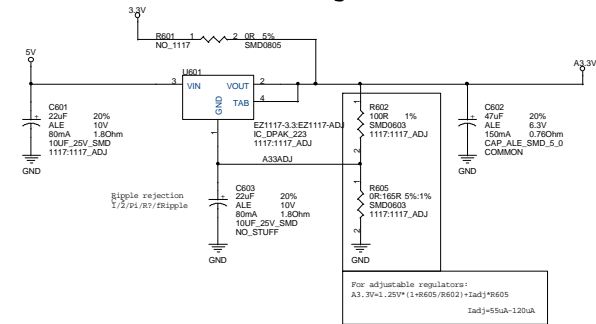 3.3V
R601 1 2 0R 5%
NO_1117 SMD0805
5V
A3.3V
U601
3 VIN VOUT 2
TAB 4
GND
1
EZ1117-3.3:EZ1117-ADJ
IC_DPAK_223
1117:1117_ADJ
C601
22uF 20%
ALE 10V
80mA 1.8Ohm
10UF_25V_SMD
1117:1117_ADJ
GND
1
R602
100R 1%
SMD0603
1117:1117_ADJ
2
C602
47uF 20%
ALE 6.3V
150mA 0.76Ohm
CAP_ALE_SMD_5_0
COMMON
GND
A33ADJ
Ripple rejection
1/2/Pi/R?/fRipple
C603
22uF 20%
ALE 10V
80mA 1.8Ohm
10UF_25V_SMD
NO_STUFF
GND
1
R605
0R:165R 5%:1%
SMD0603
1117:1117_ADJ
2
GND
For adjustable regulators:
A3.3V=1.25V*(1+R605/R602)+Iadj*R605
Iadj=55uA-120uA